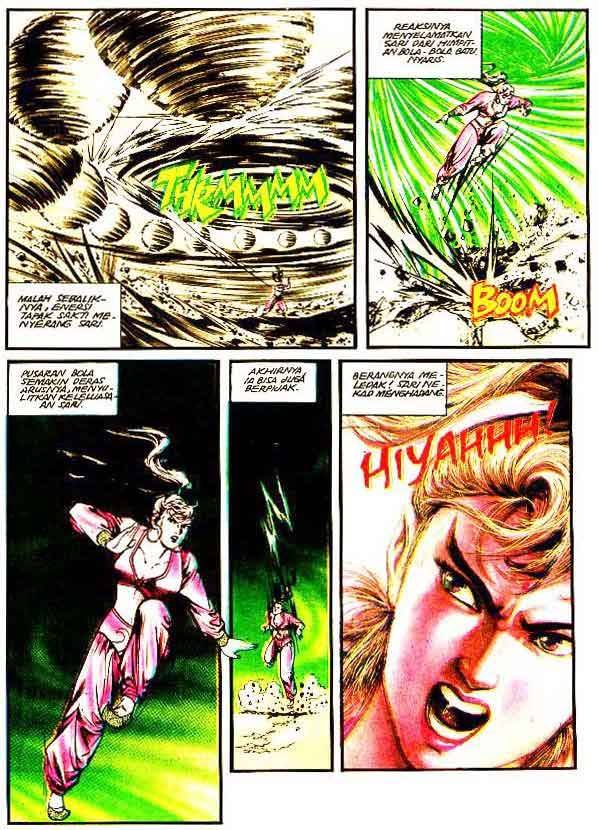 THRMMMM
MALAH SEBALIK-
NYA, ENERSI
TAPAK SAKTI ME-
NYERANG SARI.
REAKSINYA
MENYELAMATKAN
SARI DARI HIMPIT-
AN BOLA-BOLA BATU
NYARIS.
BOOM
PUSARAN BOLA
SEMAKIN DERAS
ARUSNYA, MENYU-
LITKAN KELELUASA-
AN SARI.
AKHIRNYA
IA BISA JUGA
BERPIJAK.
BERANGNYA ME-
LEDAK! SARI NE-
KAD MENGHADANG.
HIYAHHH!